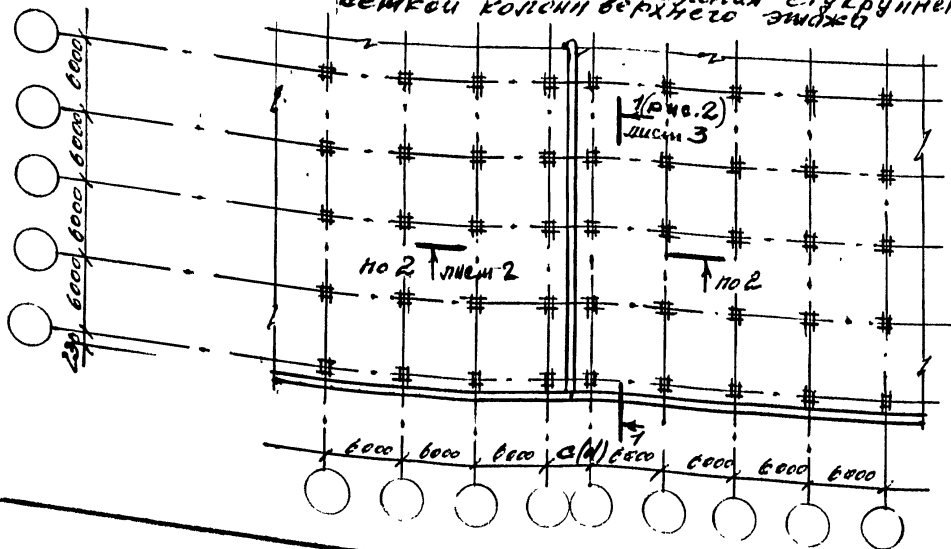 с укрупнен
сеткой колонн верхнего этажа
6000
6000
6000
6000
230
1 (рис. 2)
лист 3
по 2 лист 2
по 2
1
6000 6000 6000 с(d) 6000 6000 6000 6000